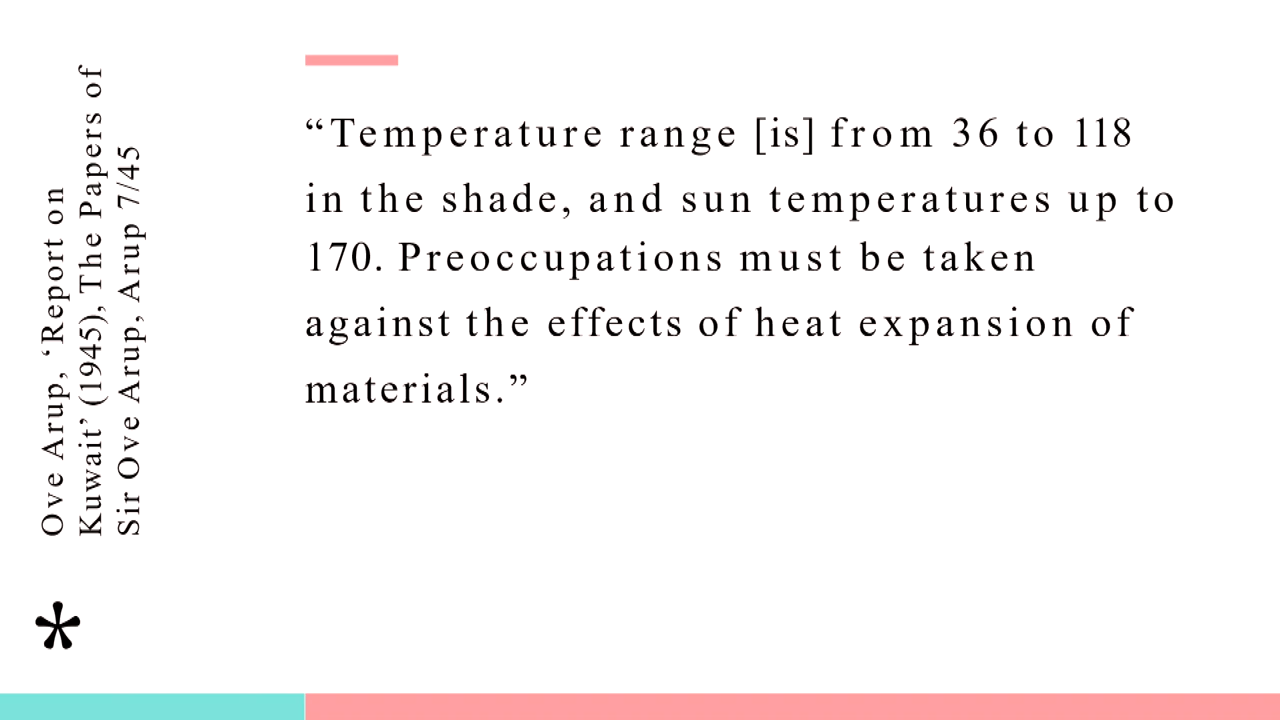 Ove Arup, ‘Report on
Kuwait’ (1945), The Papers of
Sir Ove Arup, Arup 7/45
*
“Temperature range [is] from 36 to 118
in the shade, and sun temperatures up to
170. Preoccupations must be taken
against the effects of heat expansion of
materials.”